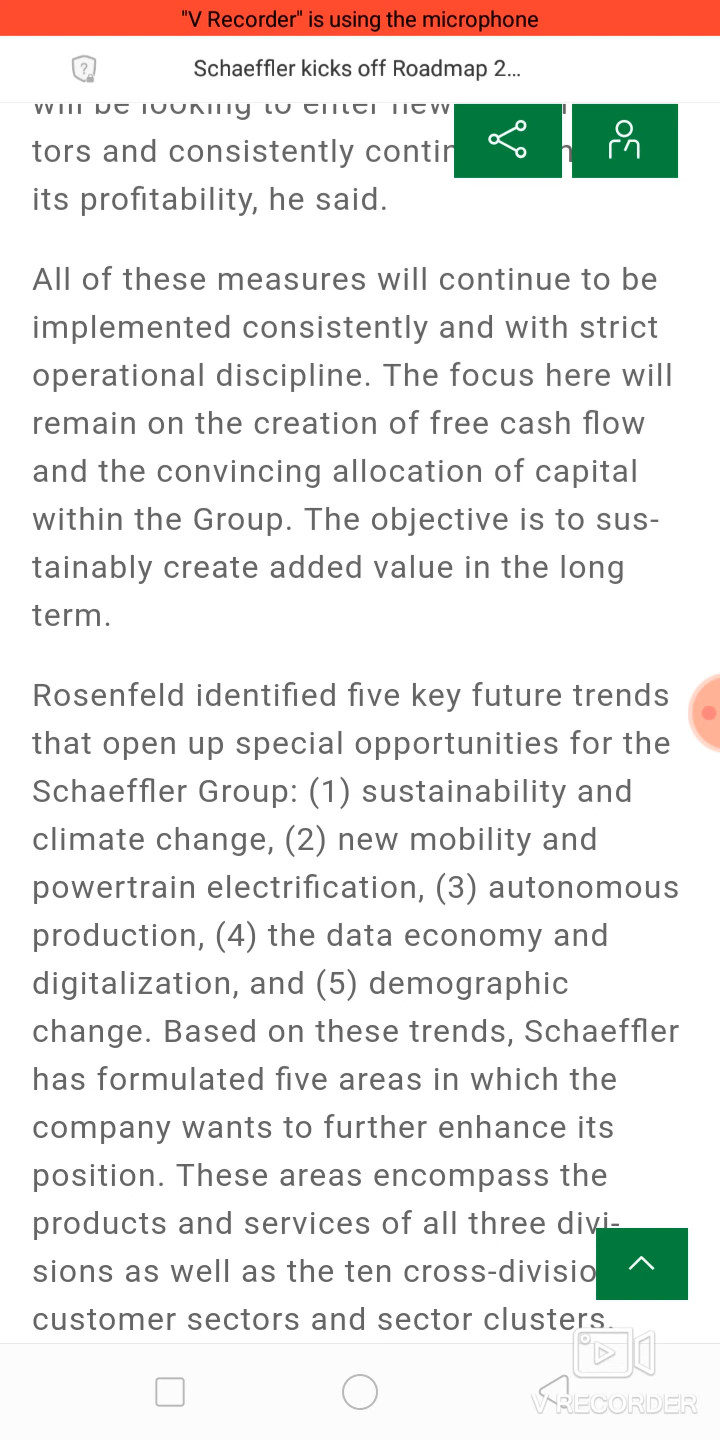 "V Recorder" is using the microphone
Schaeffler kicks off Roadmap 2...
will be looking to enter new
tors and consistently
its profitability, he said.
All of these measures will continue to be
implemented consistently and with strict
operational discipline. The focus here will
remain on the creation of free cash flow
and the convincing allocation of capital
within the Group. The objective is to sus-
tainably create added value in the long
term.
Rosenfeld identified five key future trends
that open up special opportunities for the
Schaeffler Group: (1) sustainability and
climate change, (2) new mobility and
powertrain electrification, (3) autonomous
production, (4) the data economy and
digitalization, and (5) demographic
change. Based on these trends, Schaeffler
has formulated five areas in which the
company wants to further enhance its
position. These areas encompass the
products and services of all three divi-
sions as well as the ten
customer sectors and sector clusters.
V RECORDER